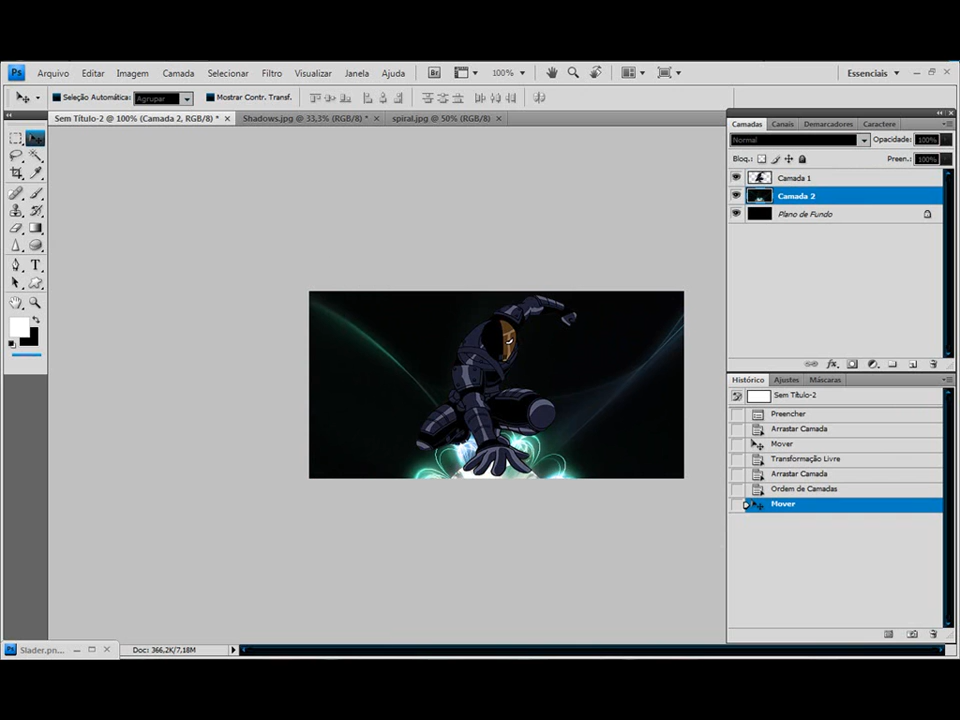 Ps Arquivo Editar Imagem Camada Selecionar Filtro Visualizar Janela Ajuda Br 100% Essenciais
Seleção Automática: Agrupar Mostrar Contr. Transf.
Sem Título-2 @ 100% (Camada 2, RGB/8) * Shadows.jpg @ 33,3% (RGB/8) * spiral.jpg @ 50% (RGB/8)
Camadas Canais Demarcadores Caractere
Normal Opacidade: 100%
Bloq.: Preen.: 100%
Camada 1
Camada 2
Plano de Fundo
fx
Histórico Ajustes Máscaras
Sem Título-2
Preencher
Arrastar Camada
Mover
Transformação Livre
Arrastar Camada
Ordem de Camadas
Mover
Ps Slader.pn... Doc: 366,2K/7,18M